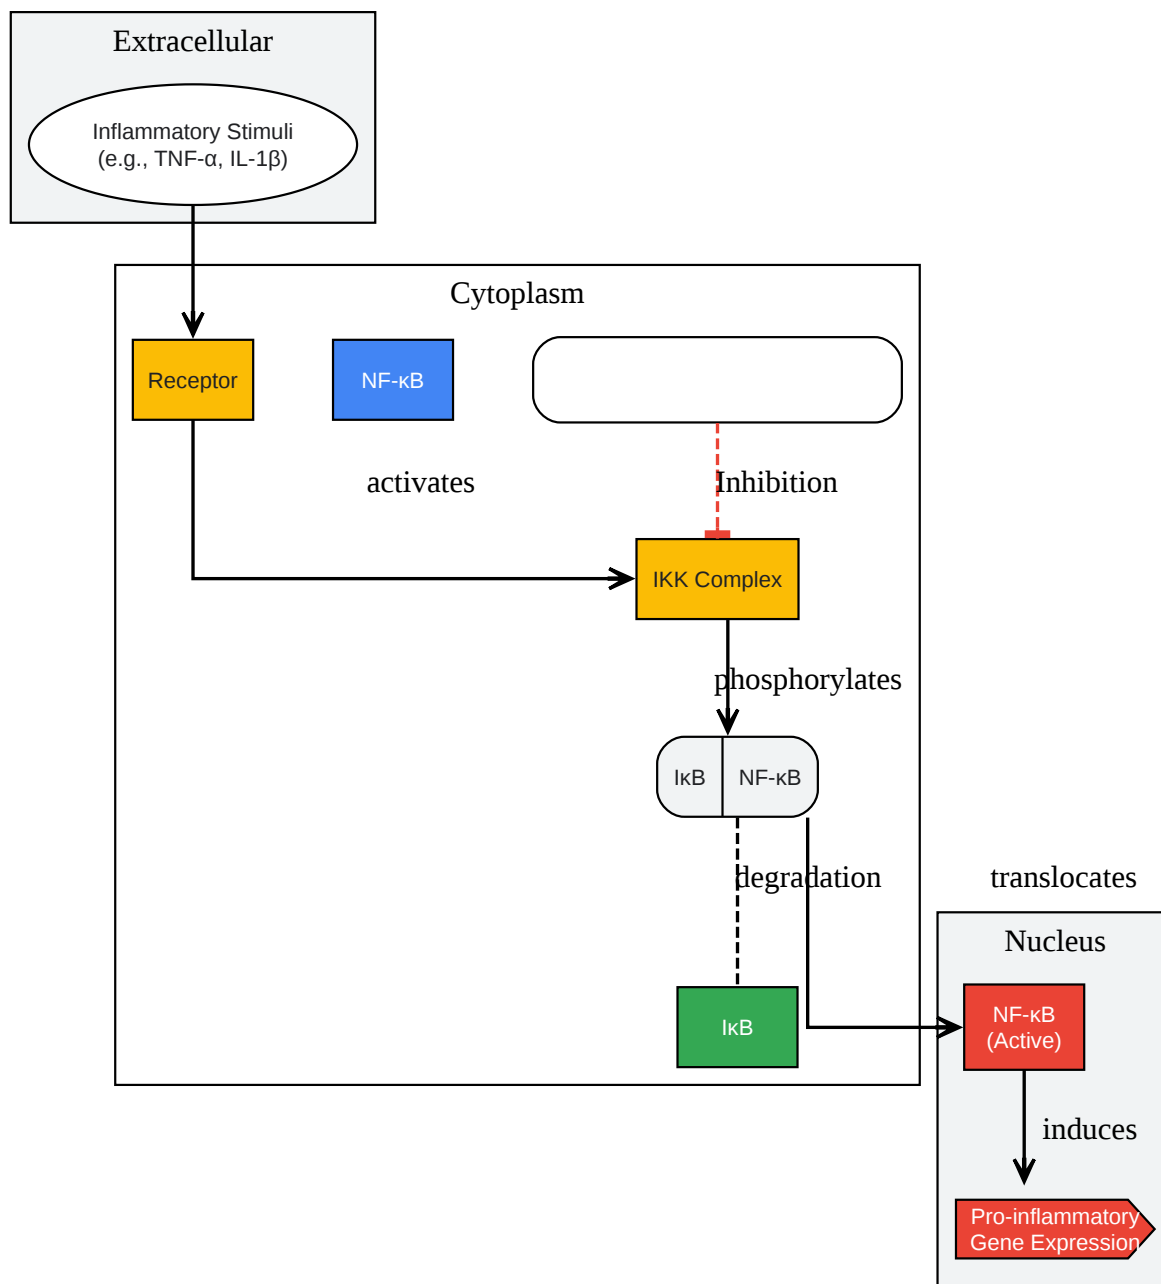 Extracellular
Inflammatory Stimuli
(e.g., TNF-α, IL-1β)
Cytoplasm
Receptor
NF-κB
activates
Inhibition
IKK Complex
phosphorylates
IκB
NF-κB
degradation
translocates
Nucleus
IκB
NF-κB
(Active)
induces
Pro-inflammatory
Gene Expression